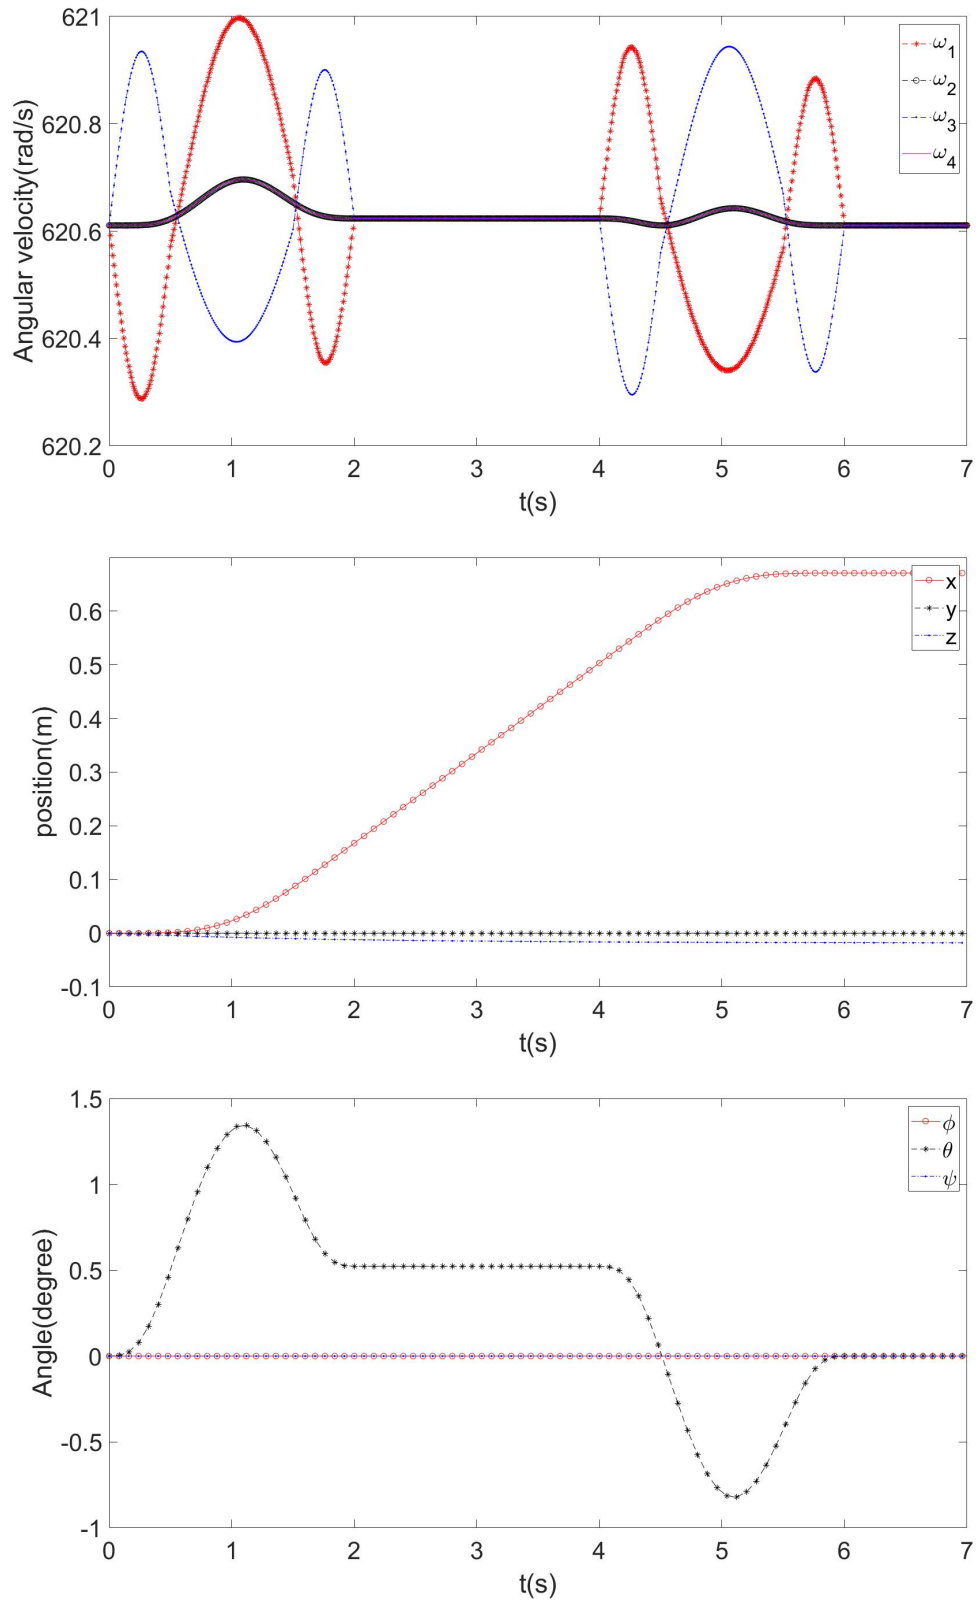 621
620.8
620.6
620.4
620.2
Angular velocity(rad/s)
ω1
ω2
ω3
ω4
0 1 2 3 4 5 6 7
t(s)
0.6
0.5
0.4
0.3
0.2
0.1
0
-0.1
position(m)
x
y
z
0 1 2 3 4 5 6 7
t(s)
1.5
1
0.5
0
-0.5
-1
Angle(degree)
ϕ
θ
ψ
0 1 2 3 4 5 6 7
t(s)